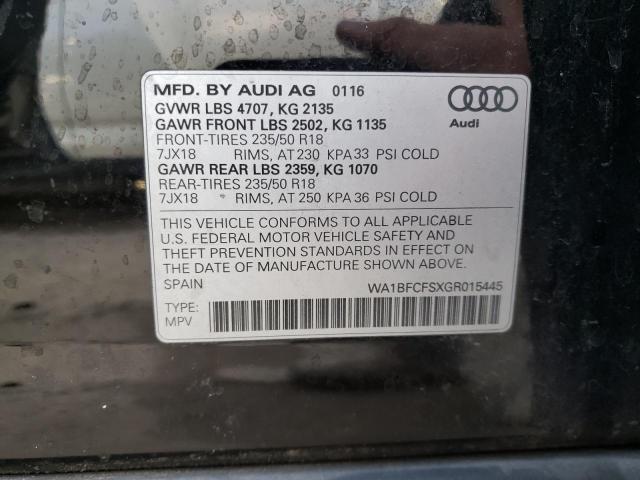 MFD. BY AUDI AG 0116
GVWR LBS 4707, KG 2135
GAWR FRONT LBS 2502, KG 1135
FRONT-TIRES 235/50 R18
7JX18 RIMS, AT 230 KPA 33 PSI COLD
GAWR REAR LBS 2359, KG 1070
REAR-TIRES 235/50 R18
7JX18 RIMS, AT 250 KPA 36 PSI COLD
Audi
THIS VEHICLE CONFORMS TO ALL APPLICABLE
U.S. FEDERAL MOTOR VEHICLE SAFETY AND
THEFT PREVENTION STANDARDS IN EFFECT ON
THE DATE OF MANUFACTURE SHOWN ABOVE.
SPAIN WA1BFCFSXGR015445
TYPE:
MPV